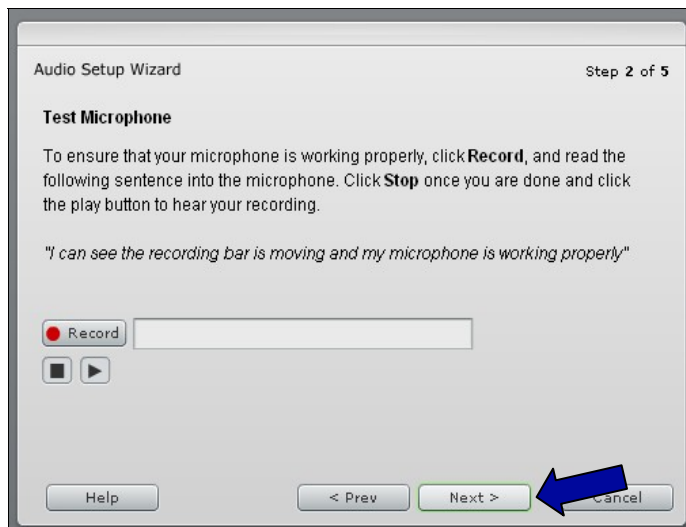 Audio Setup Wizard
Step 2 of 5
Test Microphone
To ensure that your microphone is working properly, click Record, and read the
following sentence into the microphone. Click Stop once you are done and click
the play button to hear your recording.
"I can see the recording bar is moving and my microphone is working properly"
Record
Help
< Prev
Next >
Cancel